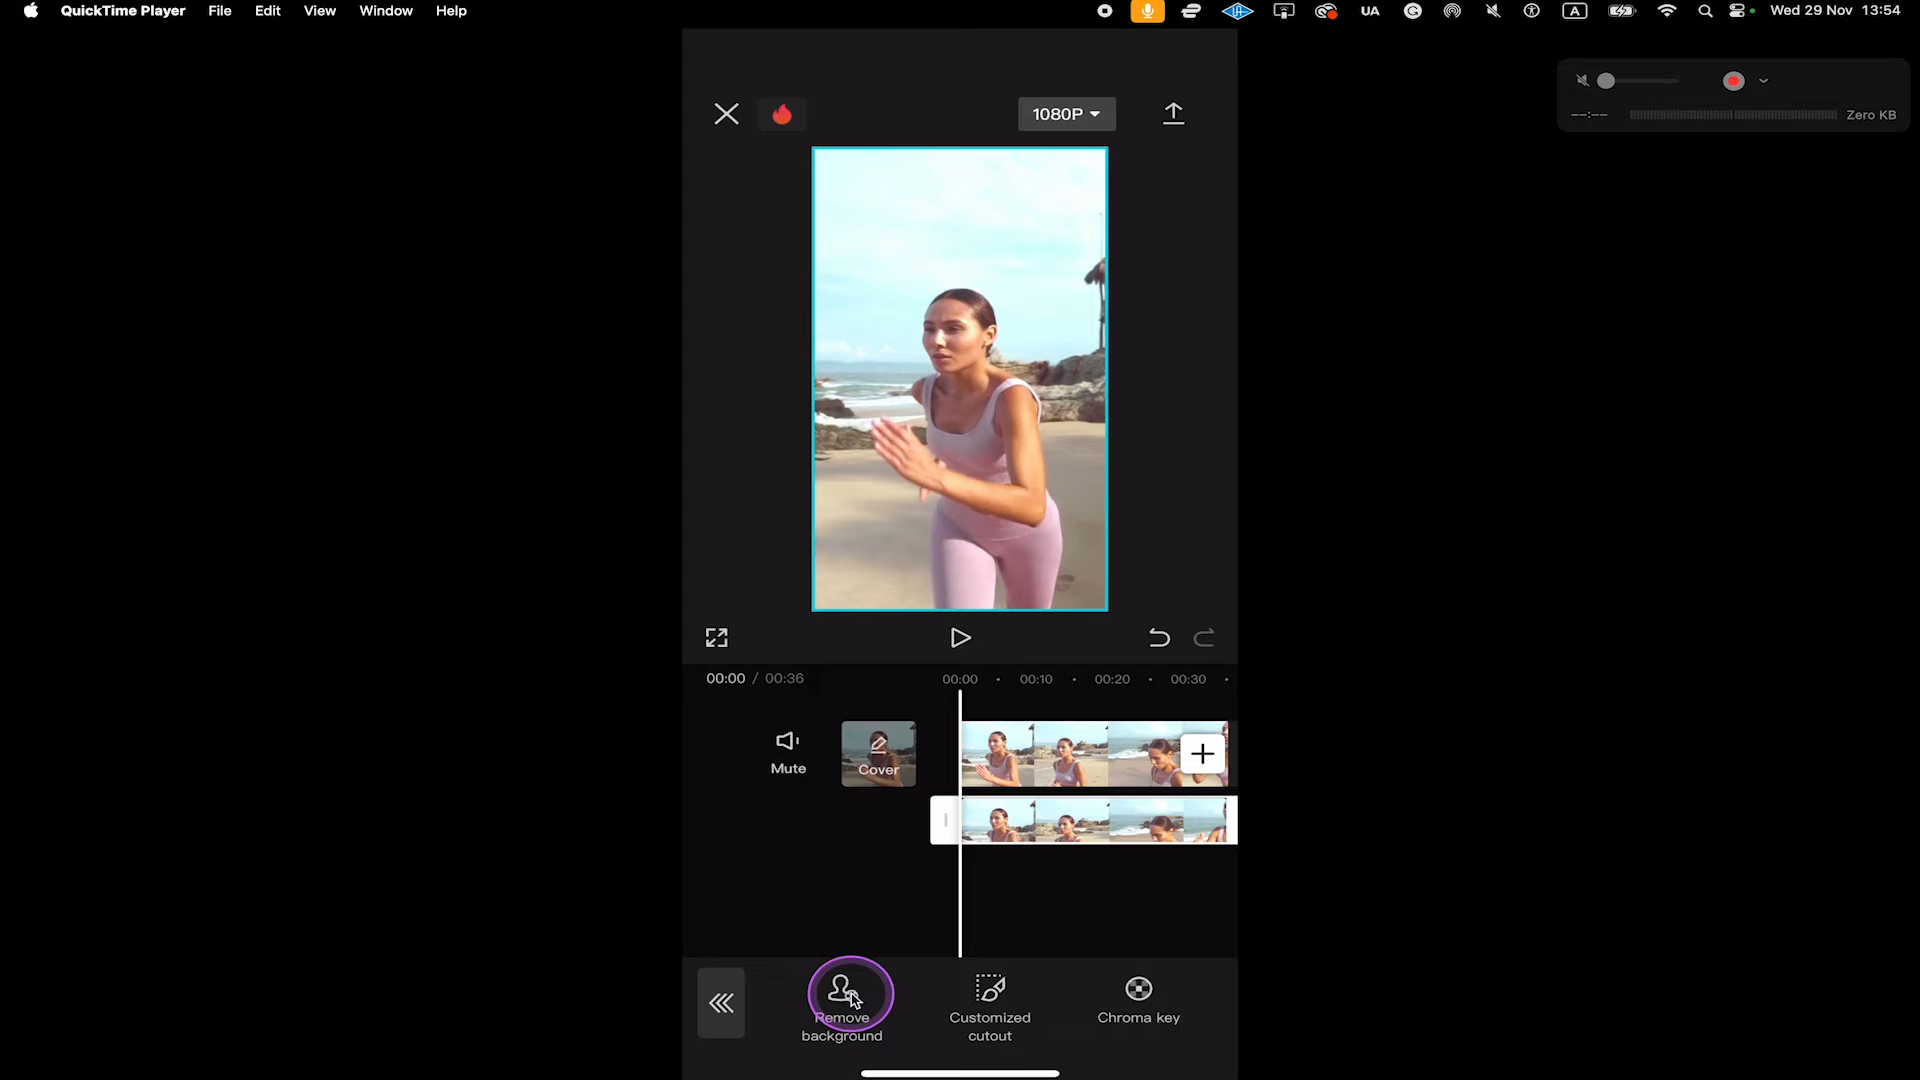 QuickTime Player File Edit View Window Help UA A Wed 29 Nov 13:54
--:-- Zero KB
1080P
00:00 / 00:36 00:00 00:10 00:20 00:30
Mute
Cover
Remove
background
Customized
cutout
Chroma key